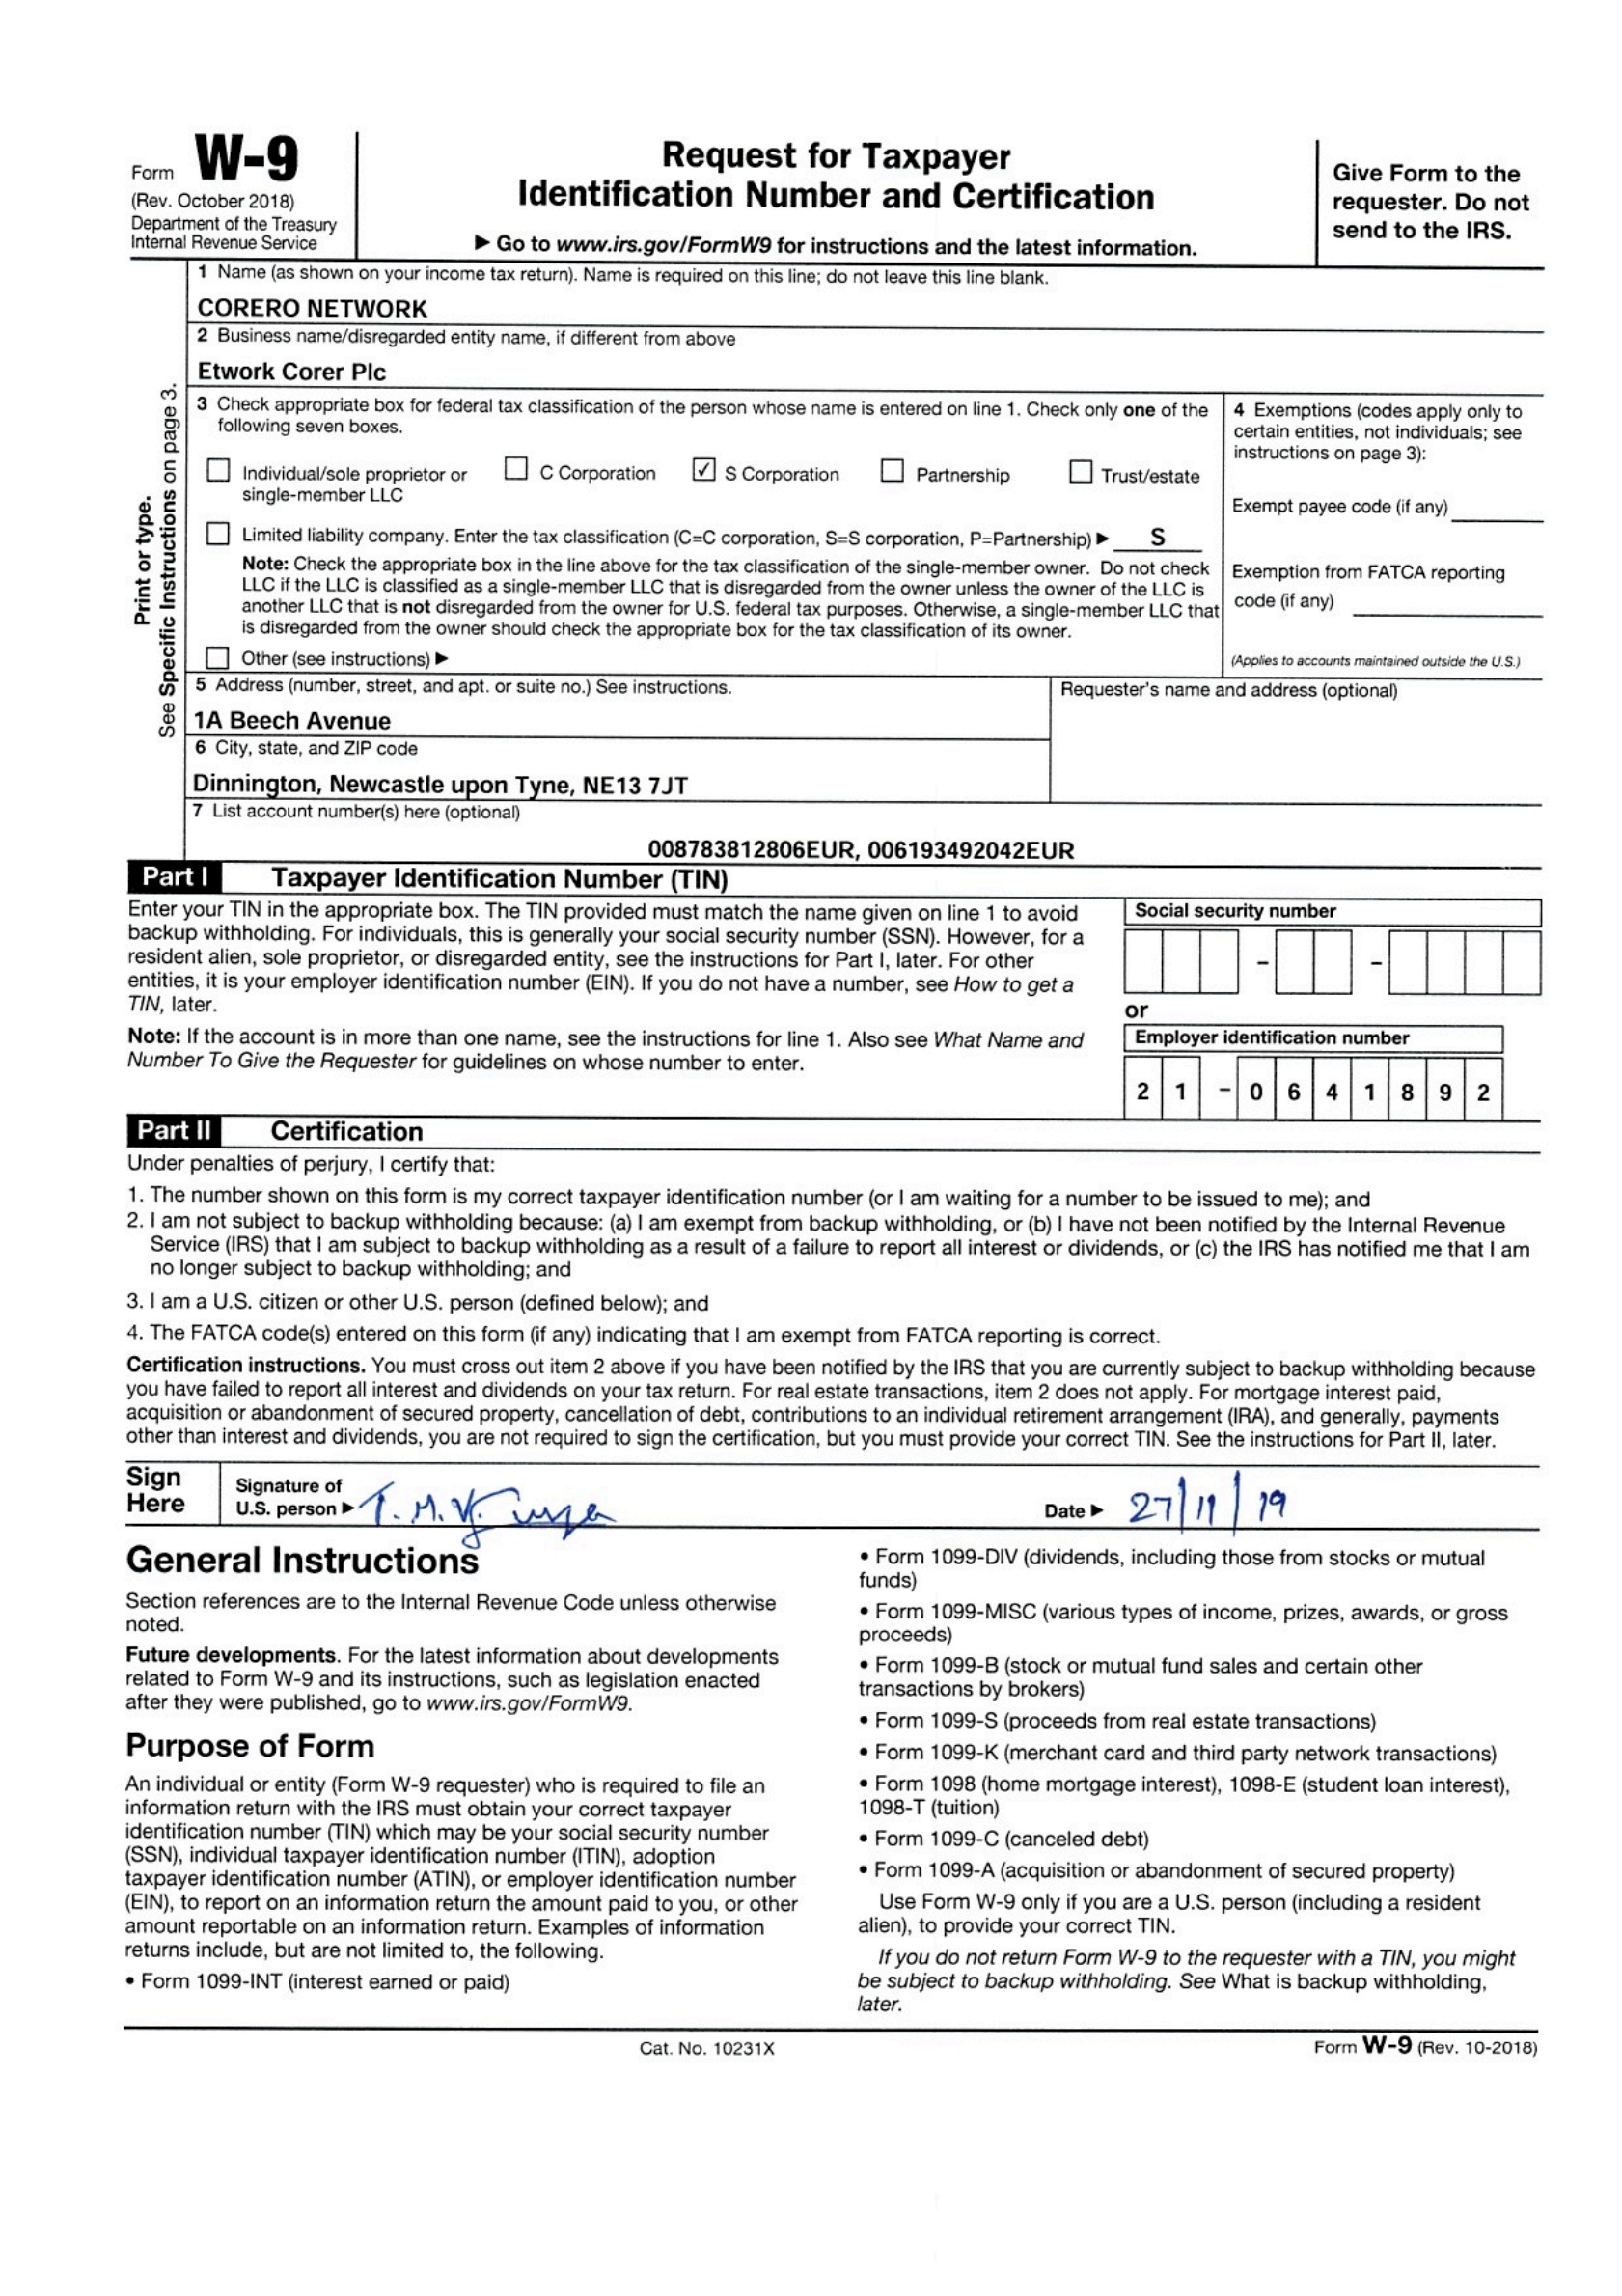 Form W-9
(Rev. October 2018)
Department of the Treasury
Internal Revenue Service
Request for Taxpayer
Identification Number and Certification
▶ Go to www.irs.gov/FormW9 for instructions and the latest information.
Give Form to the
requester. Do not
send to the IRS.
Print or type.
See Specific Instructions on page 3.
1 Name (as shown on your income tax return). Name is required on this line; do not leave this line blank.
CORERO NETWORK
2 Business name/disregarded entity name, if different from above
Etwork Corer Plc
3 Check appropriate box for federal tax classification of the person whose name is entered on line 1. Check only one of the
following seven boxes.
☐ Individual/sole proprietor or
single-member LLC
☐ C Corporation
☑ S Corporation
☐ Partnership
☐ Trust/estate
☐ Limited liability company. Enter the tax classification (C=C corporation, S=S corporation, P=Partnership) ▶ S
Note: Check the appropriate box in the line above for the tax classification of the single-member owner. Do not check
LLC if the LLC is classified as a single-member LLC that is disregarded from the owner unless the owner of the LLC is
another LLC that is not disregarded from the owner for U.S. federal tax purposes. Otherwise, a single-member LLC that
is disregarded from the owner should check the appropriate box for the tax classification of its owner.
☐ Other (see instructions) ▶
4 Exemptions (codes apply only to
certain entities, not individuals; see
instructions on page 3):
Exempt payee code (if any)
Exemption from FATCA reporting
code (if any)
(Applies to accounts maintained outside the U.S.)
5 Address (number, street, and apt. or suite no.) See instructions.
1A Beech Avenue
6 City, state, and ZIP code
Dinnington, Newcastle upon Tyne, NE13 7JT
Requester's name and address (optional)
7 List account number(s) here (optional)
008783812806EUR, 006193492042EUR
Part I Taxpayer Identification Number (TIN)
Enter your TIN in the appropriate box. The TIN provided must match the name given on line 1 to avoid
backup withholding. For individuals, this is generally your social security number (SSN). However, for a
resident alien, sole proprietor, or disregarded entity, see the instructions for Part I, later. For other
entities, it is your employer identification number (EIN). If you do not have a number, see How to get a
TIN, later.
Note: If the account is in more than one name, see the instructions for line 1. Also see What Name and
Number To Give the Requester for guidelines on whose number to enter.
Social security number
- -
or
Employer identification number
2 1 - 0 6 4 1 8 9 2
Part II Certification
Under penalties of perjury, I certify that:
1. The number shown on this form is my correct taxpayer identification number (or I am waiting for a number to be issued to me); and
2. I am not subject to backup withholding because: (a) I am exempt from backup withholding, or (b) I have not been notified by the Internal Revenue
Service (IRS) that I am subject to backup withholding as a result of a failure to report all interest or dividends, or (c) the IRS has notified me that I am
no longer subject to backup withholding; and
3. I am a U.S. citizen or other U.S. person (defined below); and
4. The FATCA code(s) entered on this form (if any) indicating that I am exempt from FATCA reporting is correct.
Certification instructions. You must cross out item 2 above if you have been notified by the IRS that you are currently subject to backup withholding because
you have failed to report all interest and dividends on your tax return. For real estate transactions, item 2 does not apply. For mortgage interest paid,
acquisition or abandonment of secured property, cancellation of debt, contributions to an individual retirement arrangement (IRA), and generally, payments
other than interest and dividends, you are not required to sign the certification, but you must provide your correct TIN. See the instructions for Part II, later.
Sign
Here
Signature of
U.S. person ▶
Date ▶ 27/11/19
General Instructions
Section references are to the Internal Revenue Code unless otherwise
noted.
Future developments. For the latest information about developments
related to Form W-9 and its instructions, such as legislation enacted
after they were published, go to www.irs.gov/FormW9.
Purpose of Form
An individual or entity (Form W-9 requester) who is required to file an
information return with the IRS must obtain your correct taxpayer
identification number (TIN) which may be your social security number
(SSN), individual taxpayer identification number (ITIN), adoption
taxpayer identification number (ATIN), or employer identification number
(EIN), to report on an information return the amount paid to you, or other
amount reportable on an information return. Examples of information
returns include, but are not limited to, the following.
• Form 1099-INT (interest earned or paid)
• Form 1099-DIV (dividends, including those from stocks or mutual
funds)
• Form 1099-MISC (various types of income, prizes, awards, or gross
proceeds)
• Form 1099-B (stock or mutual fund sales and certain other
transactions by brokers)
• Form 1099-S (proceeds from real estate transactions)
• Form 1099-K (merchant card and third party network transactions)
• Form 1098 (home mortgage interest), 1098-E (student loan interest),
1098-T (tuition)
• Form 1099-C (canceled debt)
• Form 1099-A (acquisition or abandonment of secured property)
Use Form W-9 only if you are a U.S. person (including a resident
alien), to provide your correct TIN.
If you do not return Form W-9 to the requester with a TIN, you might
be subject to backup withholding. See What is backup withholding,
later.
Cat. No. 10231X
Form W-9 (Rev. 10-2018)